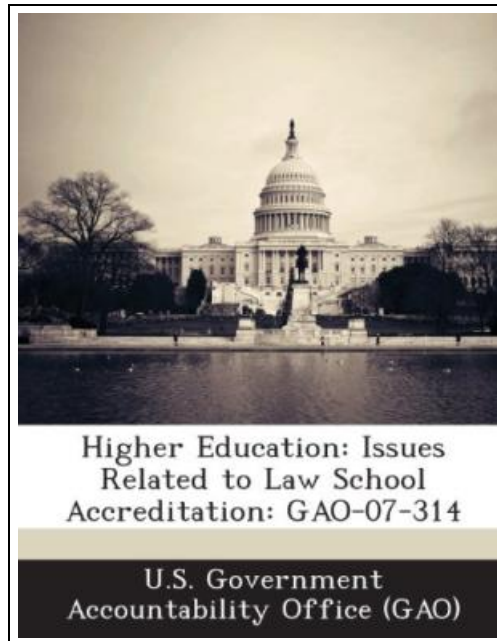 Higher Education: Issues
Related to Law School
Accreditation: GAO-07-314
U.S. Government
Accountability Office (GAO)